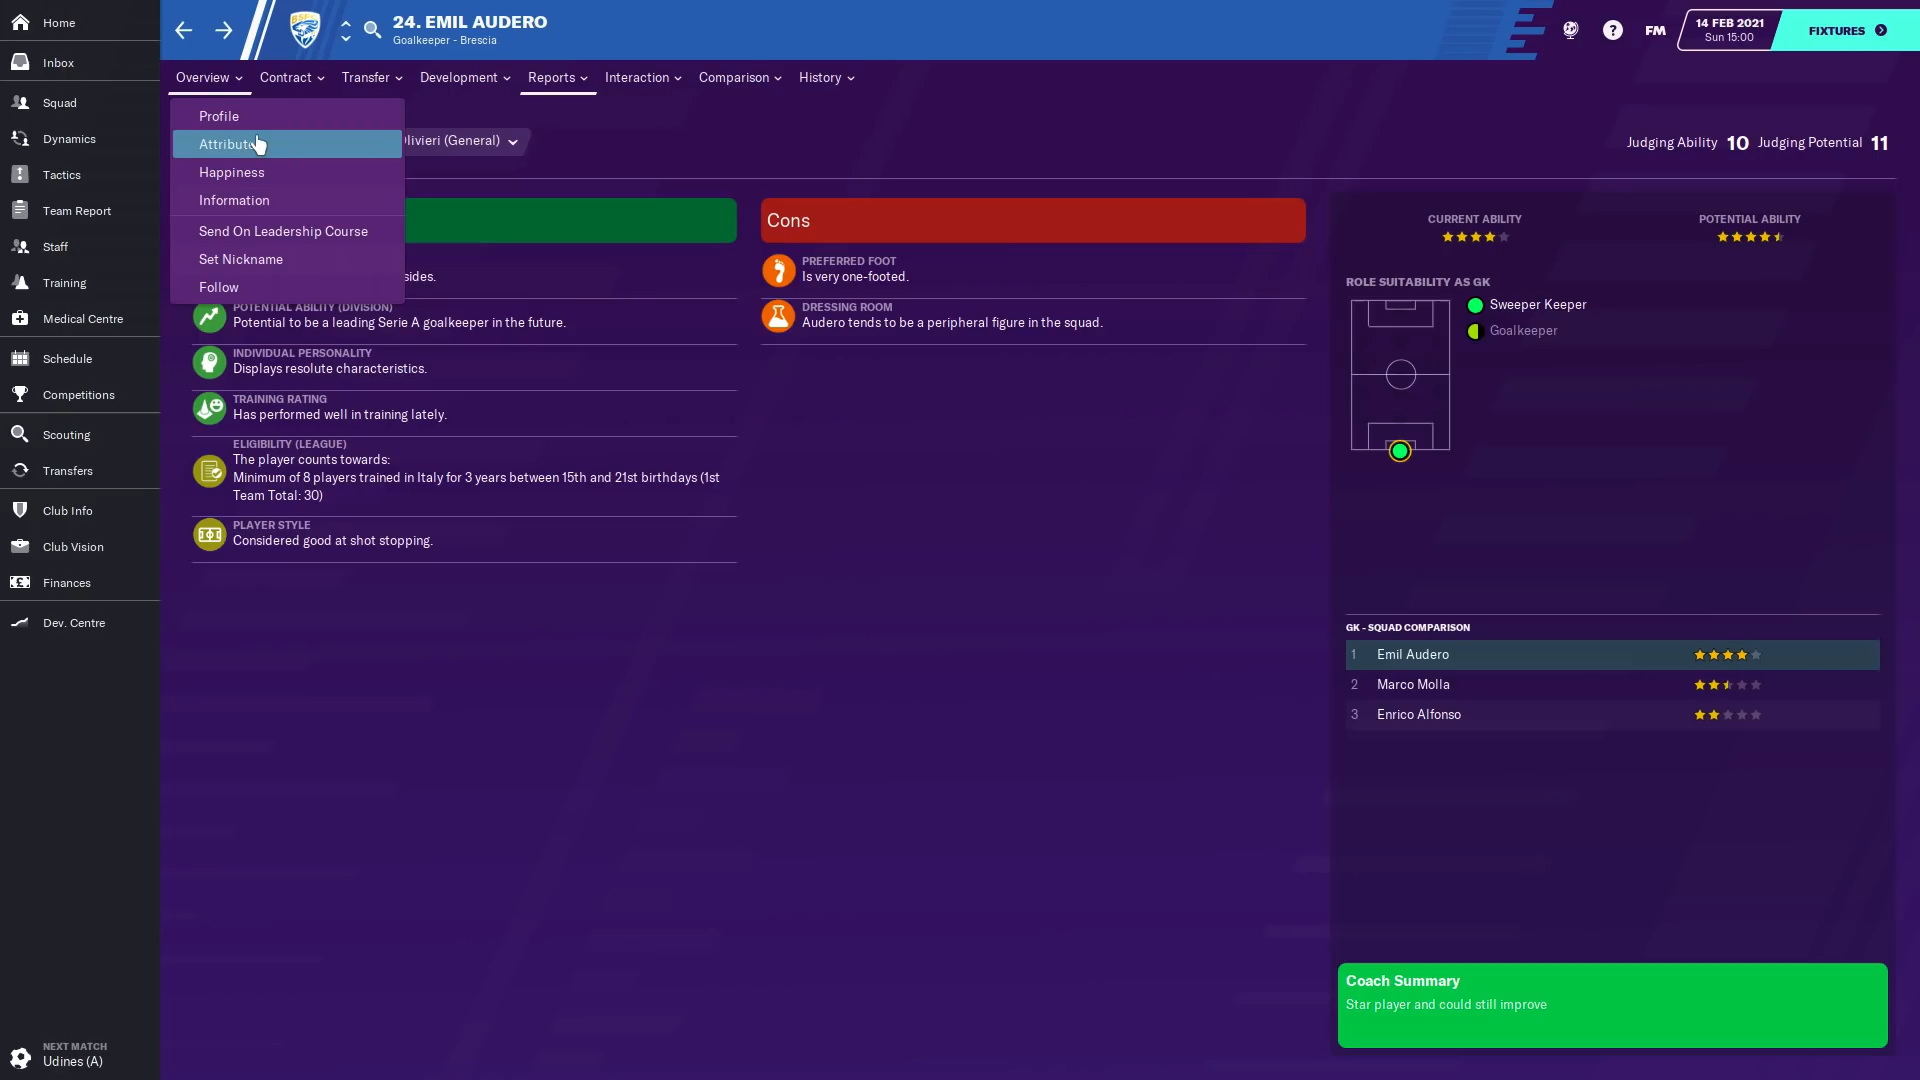 Home
Inbox
Squad
Dynamics
Tactics
Team Report
Staff
Training
Medical Centre
Schedule
Competitions
Scouting
Transfers
Club Info
Club Vision
Finances
Dev. Centre
NEXT MATCH
Udines (A)
24. EMIL AUDERO
Goalkeeper - Brescia
FM
14 FEB 2021
Sun 15:00
FIXTURES
Overview
Contract
Transfer
Development
Reports
Interaction
Comparison
History
Profile
Happiness
Information
Send On Leadership Course
Set Nickname
Follow
(General)
Judging Ability 10 Judging Potential 11
sides.
POTENTIAL ABILITY (DIVISION)
Potential to be a leading Serie A goalkeeper in the future.
INDIVIDUAL PERSONALITY
Displays resolute characteristics.
TRAINING RATING
Has performed well in training lately.
ELIGIBILITY (LEAGUE)
The player counts towards:
Minimum of 8 players trained in Italy for 3 years between 15th and 21st birthdays (1st
Team Total: 30)
PLAYER STYLE
Considered good at shot stopping.
Cons
PREFERRED FOOT
Is very one-footed.
DRESSING ROOM
Audero tends to be a peripheral figure in the squad.
CURRENT ABILITY
POTENTIAL ABILITY
ROLE SUITABILITY AS GK
Sweeper Keeper
Goalkeeper
GK - SQUAD COMPARISON
1 Emil Audero
2 Marco Molla
3 Enrico Alfonso
Coach Summary
Star player and could still improve